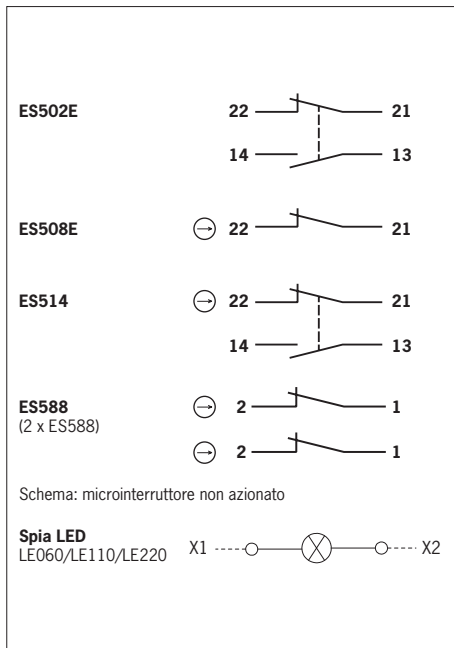 ES502E 22 21
14 13
ES508E 22 21
ES514 22 21
14 13
ES588 2 1
(2 x ES588)
2 1
Schema: microinterruttore non azionato
Spia LED
LE060/LE110/LE220 X1 X2